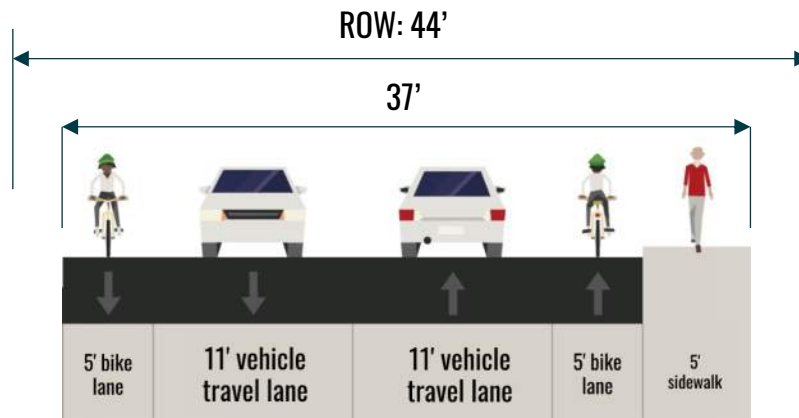 ROW: 44’
37’
5' bike
lane
11' vehicle
travel lane
11' vehicle
travel lane
5' bike
lane
5'
sidewalk